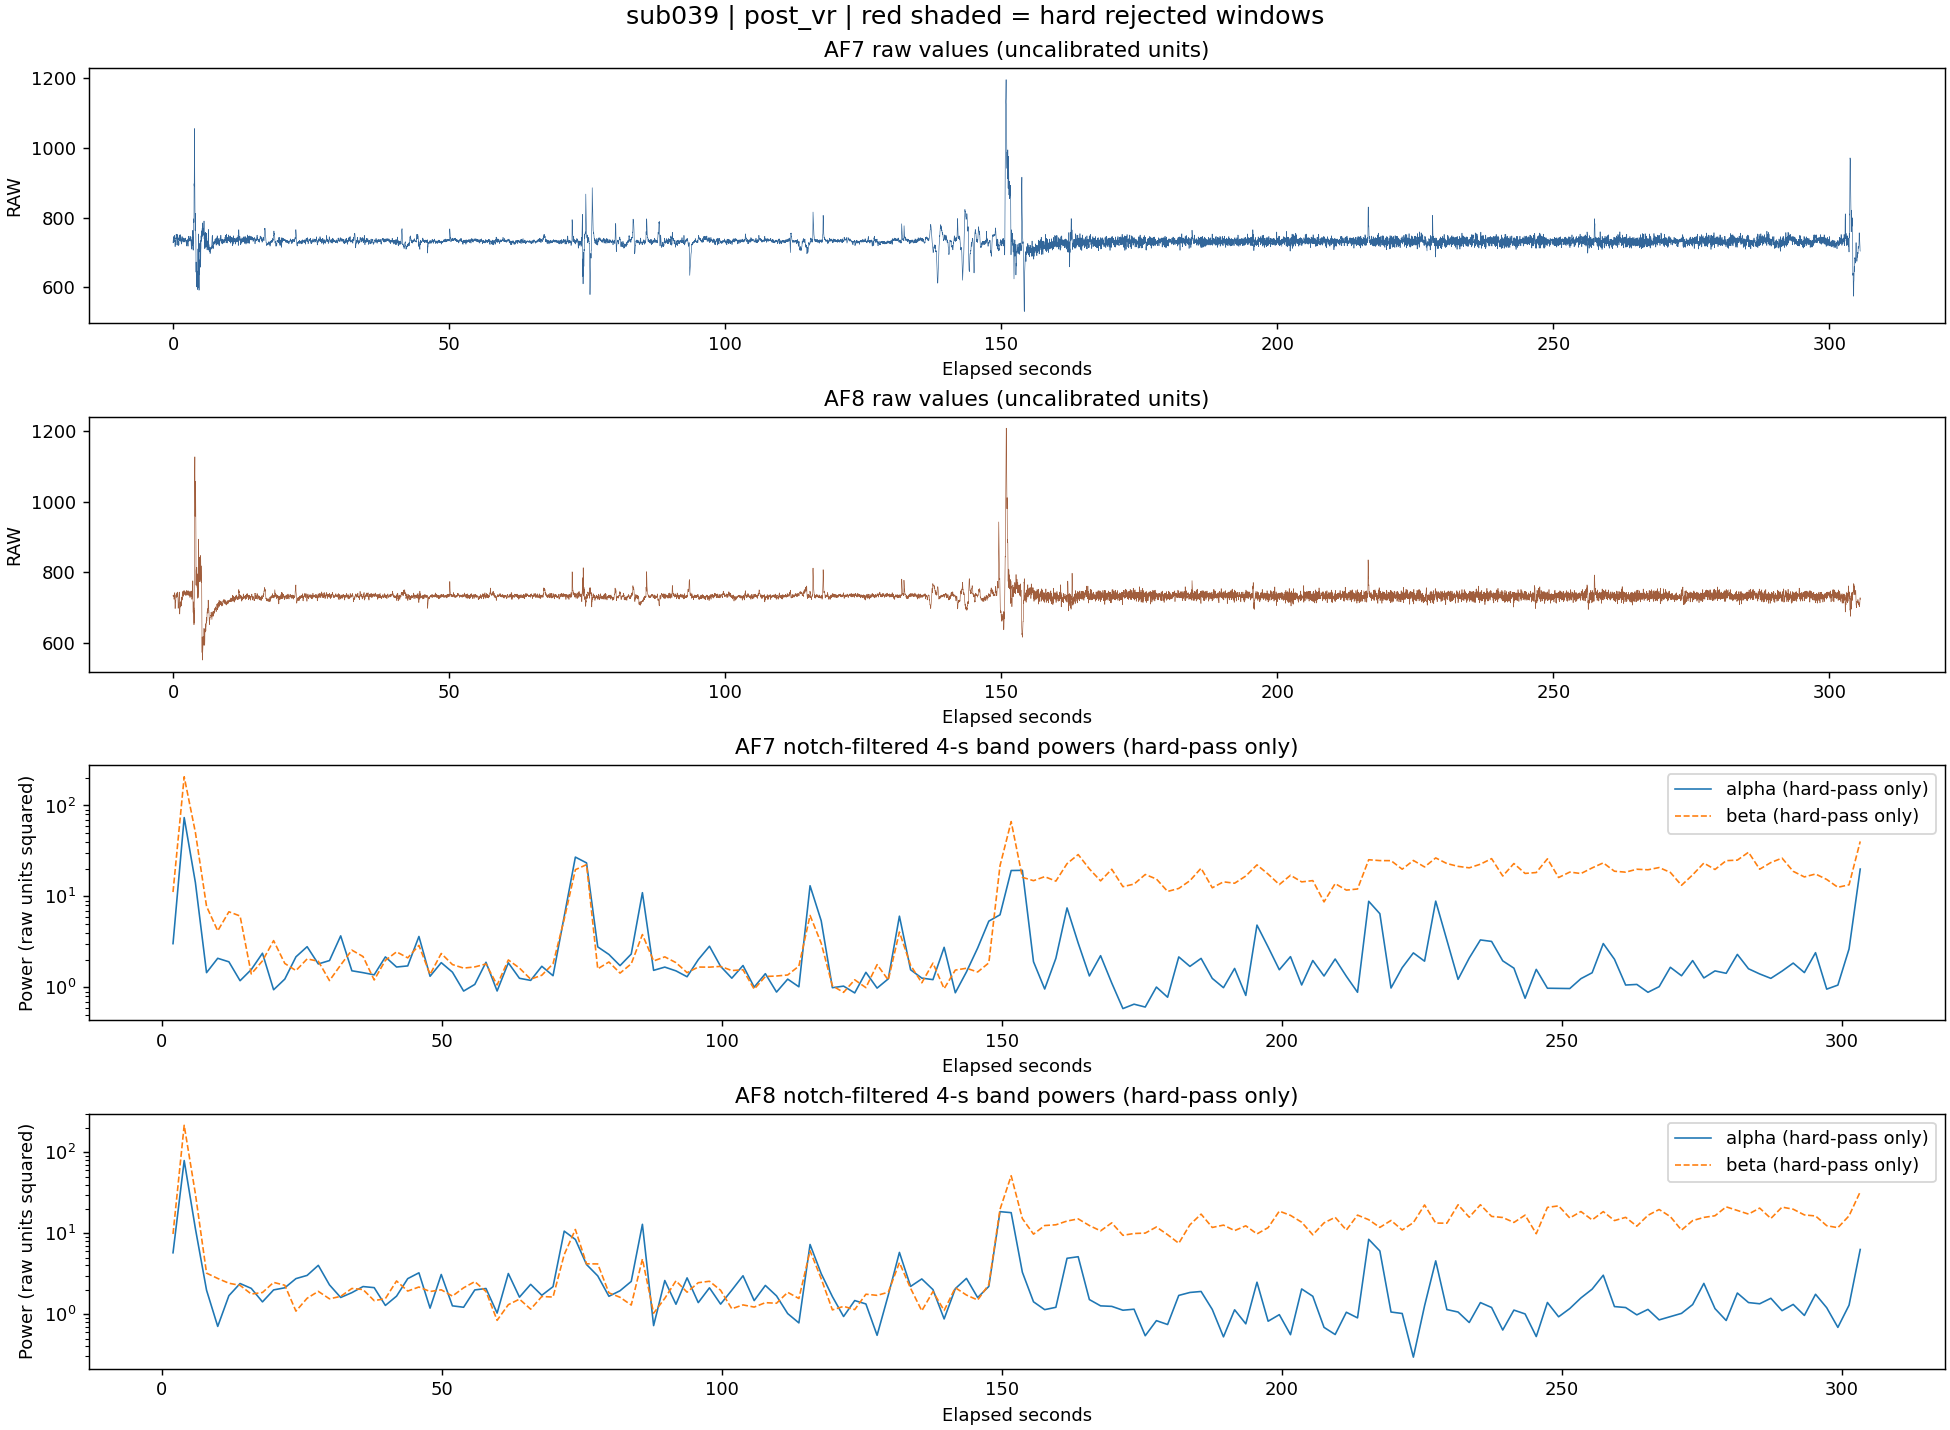 sub039 | post_vr | red shaded = hard rejected windows
AF7 raw values (uncalibrated units)
RAW
1200
1000
800
600
0 50 100 150 200 250 300
Elapsed seconds
AF8 raw values (uncalibrated units)
RAW
1200
1000
800
600
0 50 100 150 200 250 300
Elapsed seconds
AF7 notch-filtered 4-s band powers (hard-pass only)
Power (raw units squared)
10²
10¹
10⁰
alpha (hard-pass only)
beta (hard-pass only)
0 50 100 150 200 250 300
Elapsed seconds
AF8 notch-filtered 4-s band powers (hard-pass only)
Power (raw units squared)
10²
10¹
10⁰
alpha (hard-pass only)
beta (hard-pass only)
0 50 100 150 200 250 300
Elapsed seconds